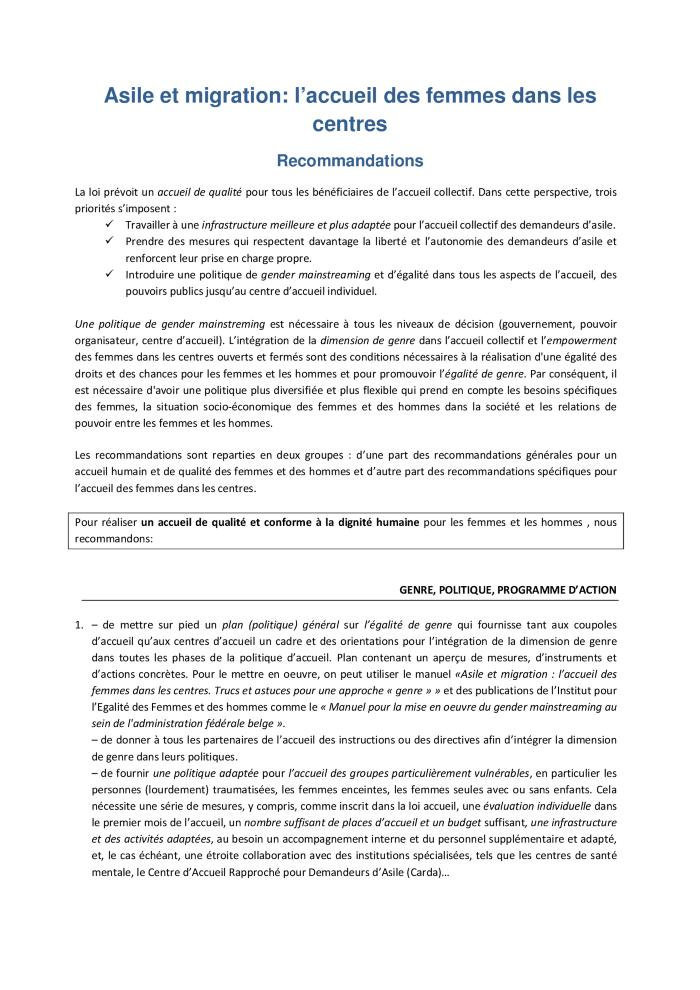 Asile et migration: l’accueil des femmes dans les
centres
Recommandations
La loi prévoit un accueil de qualité pour tous les bénéficiaires de l’accueil collectif. Dans cette perspective, trois
priorités s’imposent :
✓ Travailler à une infrastructure meilleure et plus adaptée pour l’accueil collectif des demandeurs d’asile.
✓ Prendre des mesures qui respectent davantage la liberté et l’autonomie des demandeurs d’asile et
renforcent leur prise en charge propre.
✓ Introduire une politique de gender mainstreaming et d’égalité dans tous les aspects de l’accueil, des
pouvoirs publics jusqu’au centre d’accueil individuel.
Une politique de gender mainstreming est nécessaire à tous les niveaux de décision (gouvernement, pouvoir
organisateur, centre d’accueil). L’intégration de la dimension de genre dans l’accueil collectif et l’empowerment
des femmes dans les centres ouverts et fermés sont des conditions nécessaires à la réalisation d'une égalité des
droits et des chances pour les femmes et les hommes et pour promouvoir l’égalité de genre. Par conséquent, il
est nécessaire d'avoir une politique plus diversifiée et plus flexible qui prend en compte les besoins spécifiques
des femmes, la situation socio-économique des femmes et des hommes dans la société et les relations de
pouvoir entre les femmes et les hommes.
Les recommandations sont reparties en deux groupes : d’une part des recommandations générales pour un
accueil humain et de qualité des femmes et des hommes et d’autre part des recommandations spécifiques pour
l’accueil des femmes dans les centres.
Pour réaliser un accueil de qualité et conforme à la dignité humaine pour les femmes et les hommes , nous
recommandons:
GENRE, POLITIQUE, PROGRAMME D’ACTION
1. – de mettre sur pied un plan (politique) général sur l’égalité de genre qui fournisse tant aux coupoles
d’accueil qu’aux centres d’accueil un cadre et des orientations pour l’intégration de la dimension de genre
dans toutes les phases de la politique d’accueil. Plan contenant un aperçu de mesures, d’instruments et
d’actions concrètes. Pour le mettre en oeuvre, on peut utiliser le manuel «Asile et migration : l’accueil des
femmes dans les centres. Trucs et astuces pour une approche « genre » » et des publications de l’Institut pour
l’Egalité des Femmes et des hommes comme le « Manuel pour la mise en oeuvre du gender mainstreaming au
sein de l'administration fédérale belge ».
– de donner à tous les partenaires de l’accueil des instructions ou des directives afin d’intégrer la dimension
de genre dans leurs politiques.
– de fournir une politique adaptée pour l’accueil des groupes particulièrement vulnérables, en particulier les
personnes (lourdement) traumatisées, les femmes enceintes, les femmes seules avec ou sans enfants. Cela
nécessite une série de mesures, y compris, comme inscrit dans la loi accueil, une évaluation individuelle dans
le premier mois de l’accueil, un nombre suffisant de places d’accueil et un budget suffisant, une infrastructure
et des activités adaptées, au besoin un accompagnement interne et du personnel supplémentaire et adapté,
et, le cas échéant, une étroite collaboration avec des institutions spécialisées, tels que les centres de santé
mentale, le Centre d’Accueil Rapproché pour Demandeurs d’Asile (Carda)…